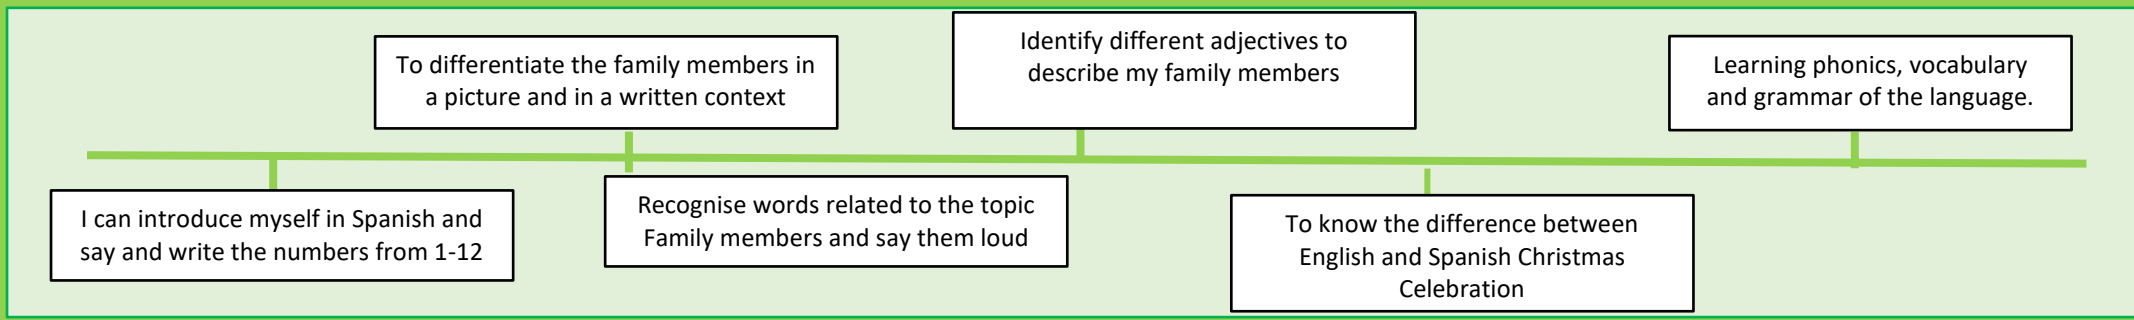 I can introduce myself in Spanish and
say and write the numbers from 1-12
To differentiate the family members in
a picture and in a written context
Recognise words related to the topic
Family members and say them loud
Identify different adjectives to
describe my family members
To know the difference between
English and Spanish Christmas
Celebration
Learning phonics, vocabulary
and grammar of the language.